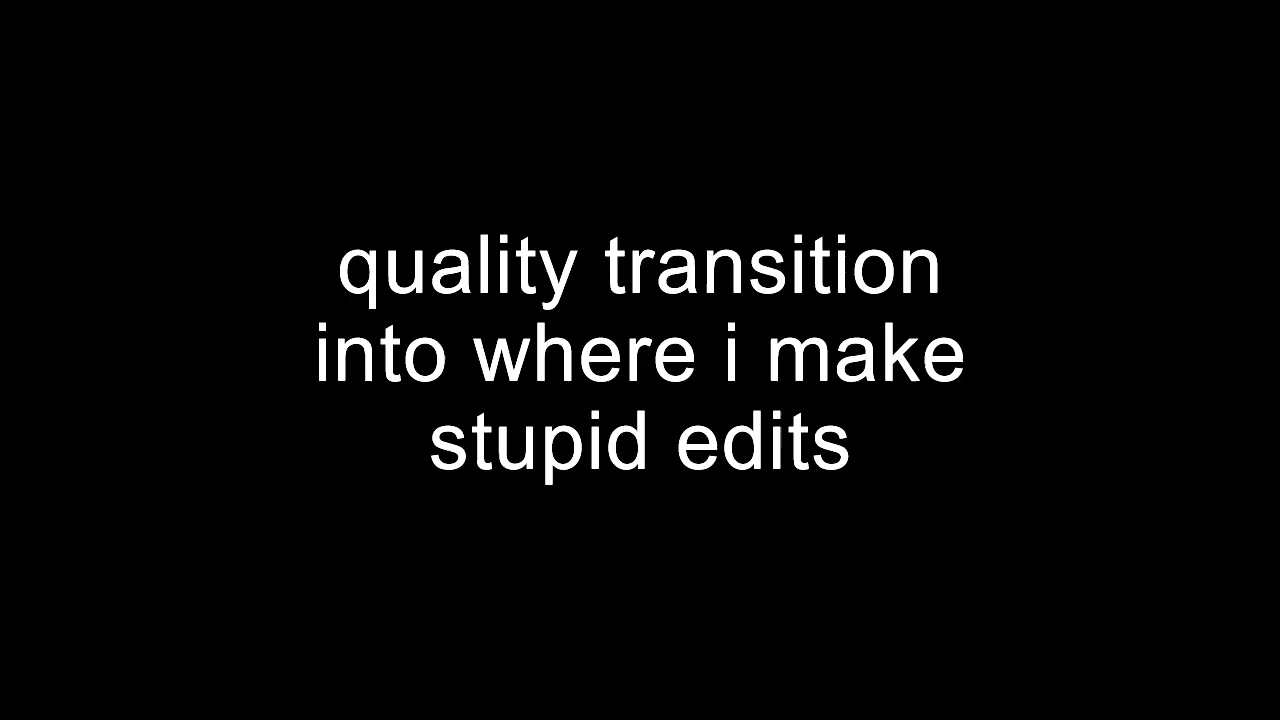 quality transition
into where i make
stupid edits